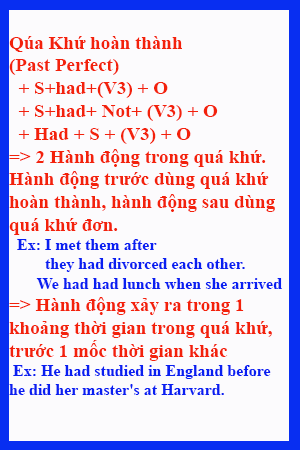 Qúa Khứ hoàn thành
(Past Perfect)
+ S+had+(V3) + O
+ S+had+ Not+ (V3) + O
+ Had + S + (V3) + O
=> 2 Hành động trong quá khứ.
Hành động trước dùng quá khứ
hoàn thành, hành động sau dùng
quá khứ đơn.
Ex: I met them after
they had divorced each other.
We had had lunch when she arrived
=> Hành động xảy ra trong 1
khoảng thời gian trong quá khứ,
trước 1 mốc thời gian khác
Ex: He had studied in England before
he did her master's at Harvard.